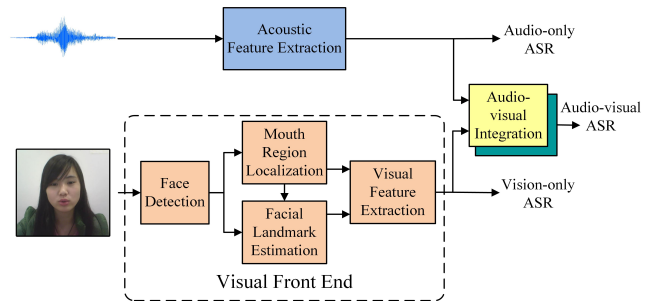 Acoustic
Feature Extraction
Audio-only
ASR
Audio-
visual
Integration
Audio-visual
ASR
Face
Detection
Mouth
Region
Localization
Facial
Landmark
Estimation
Visual
Feature
Extraction
Vision-only
ASR
Visual Front End